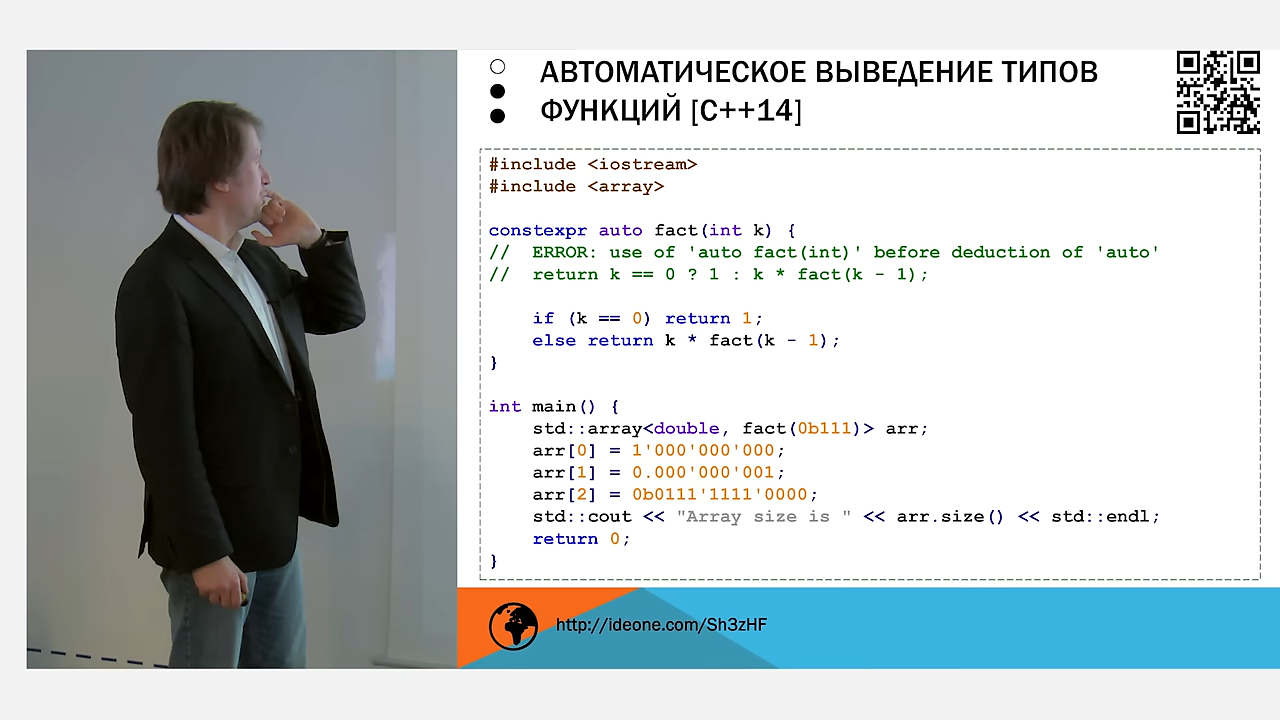 АВТОМАТИЧЕСКОЕ ВЫВЕДЕНИЕ ТИПОВ
ФУНКЦИЙ [C++14]
#include <iostream>
#include <array>
constexpr auto fact(int k) {
//  ERROR: use of 'auto fact(int)' before deduction of 'auto'
//  return k == 0 ? 1 : k * fact(k - 1);
    if (k == 0) return 1;
    else return k * fact(k - 1);
}
int main() {
    std::array<double, fact(0b111)> arr;
    arr[0] = 1'000'000'000;
    arr[1] = 0.000'000'001;
    arr[2] = 0b0111'1111'0000;
    std::cout << "Array size is " << arr.size() << std::endl;
    return 0;
}
http://ideone.com/Sh3zHF